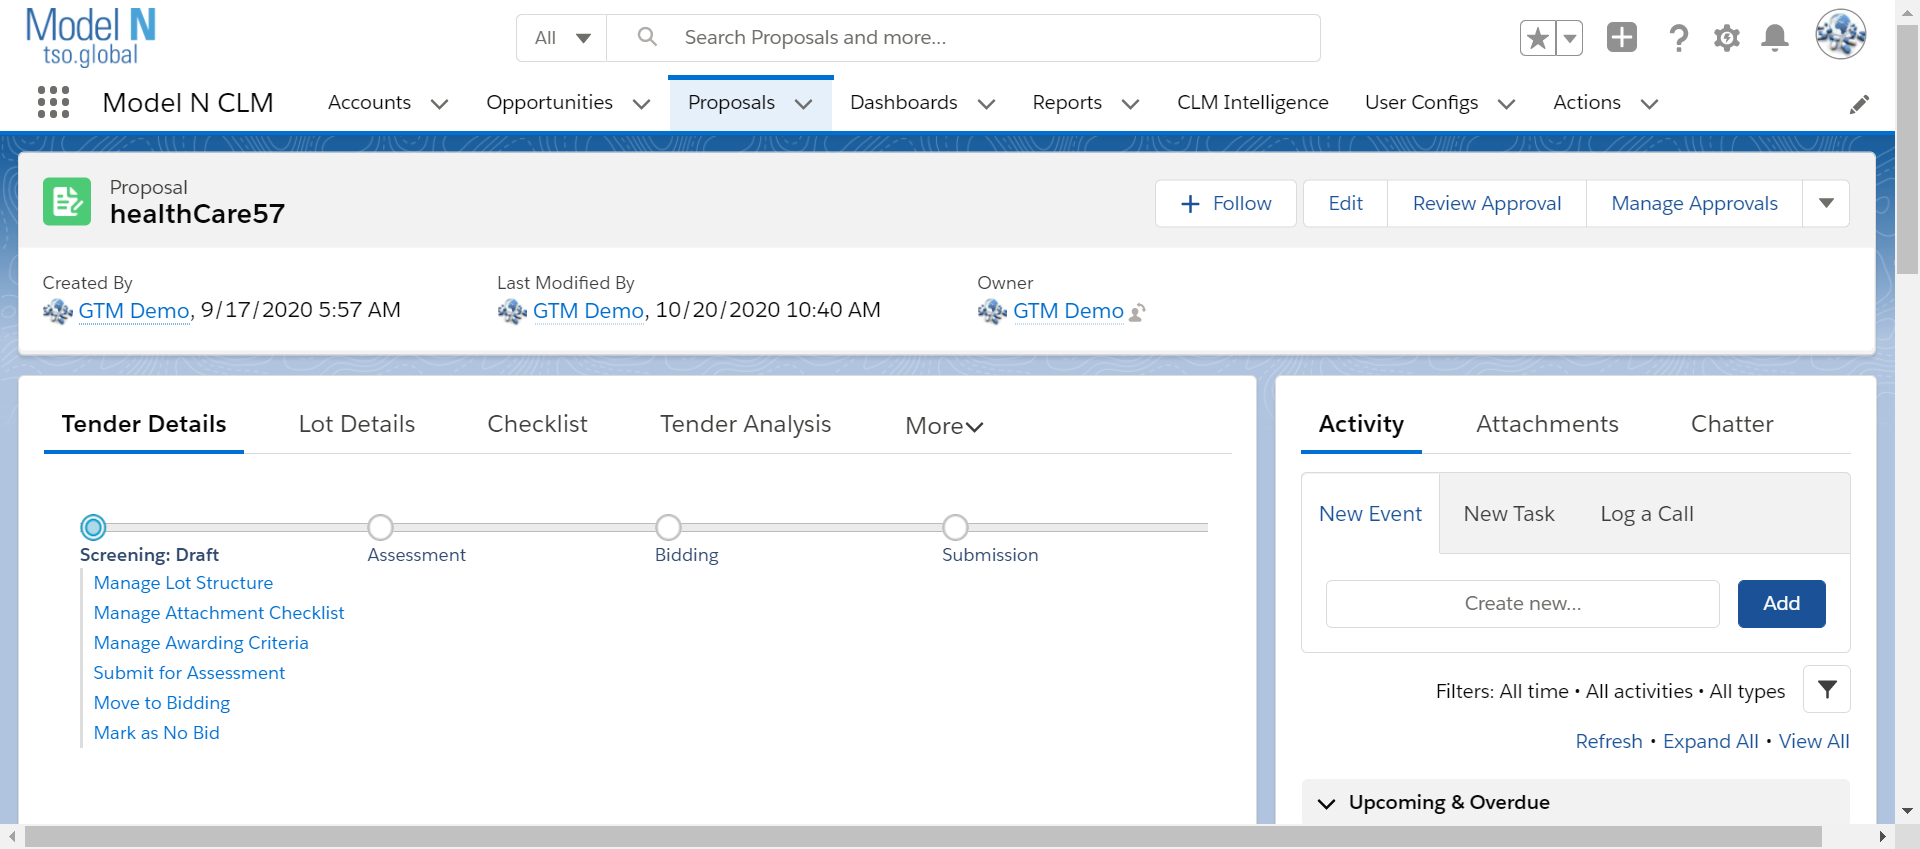 Model N
tso.global
All
Search Proposals and more...
Model N CLM
Accounts
Opportunities
Proposals
Dashboards
Reports
CLM Intelligence
User Configs
Actions
Proposal
healthCare57
Follow
Edit
Review Approval
Manage Approvals
Created By
GTM Demo, 9/17/2020 5:57 AM
Last Modified By
GTM Demo, 10/20/2020 10:40 AM
Owner
GTM Demo
Tender Details
Lot Details
Checklist
Tender Analysis
More
Screening: Draft
Assessment
Bidding
Submission
Manage Lot Structure
Manage Attachment Checklist
Manage Awarding Criteria
Submit for Assessment
Move to Bidding
Mark as No Bid
Activity
Attachments
Chatter
New Event
New Task
Log a Call
Create new...
Add
Filters: All time • All activities • All types
Refresh • Expand All • View All
Upcoming & Overdue